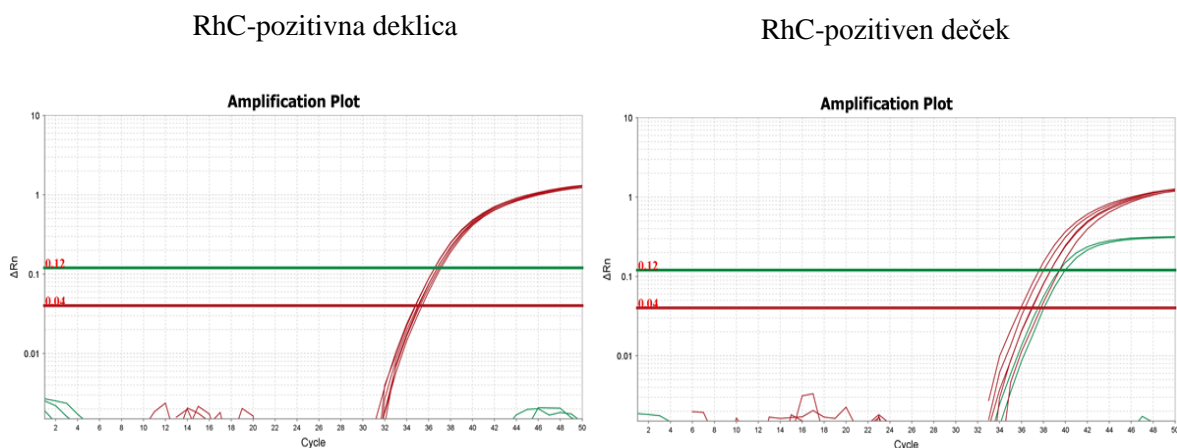 RhC-pozitivna deklica
RhC-pozitiven deček
Amplification Plot
10
1
0.12
0.1
0.04
0.01
ΔRn
2 4 6 8 10 12 14 16 18 20 22 24 26 28 30 32 34 36 38 40 42 44 46 48 50
Cycle
Amplification Plot
10
1
0.12
0.1
0.04
0.01
ΔRn
2 4 6 8 10 12 14 16 18 20 22 24 26 28 30 32 34 36 38 40 42 44 46 48 50
Cycle